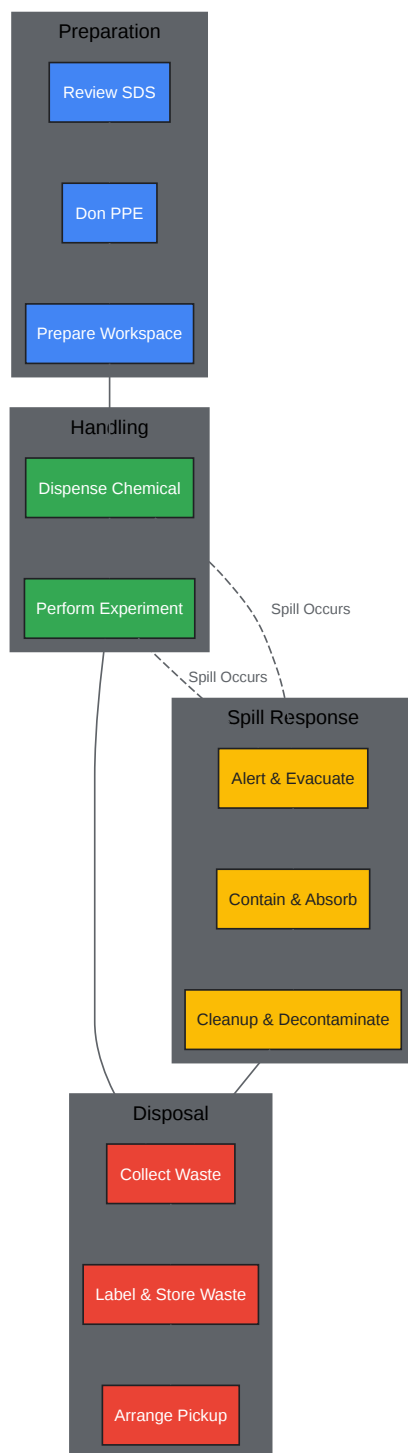 Preparation
Review SDS
Don PPE
Prepare Workspace
Handling
Dispense Chemical
Perform Experiment
Spill Occurs
Spill Occurs
Spill Response
Alert & Evacuate
Contain & Absorb
Cleanup & Decontaminate
Disposal
Collect Waste
Label & Store Waste
Arrange Pickup